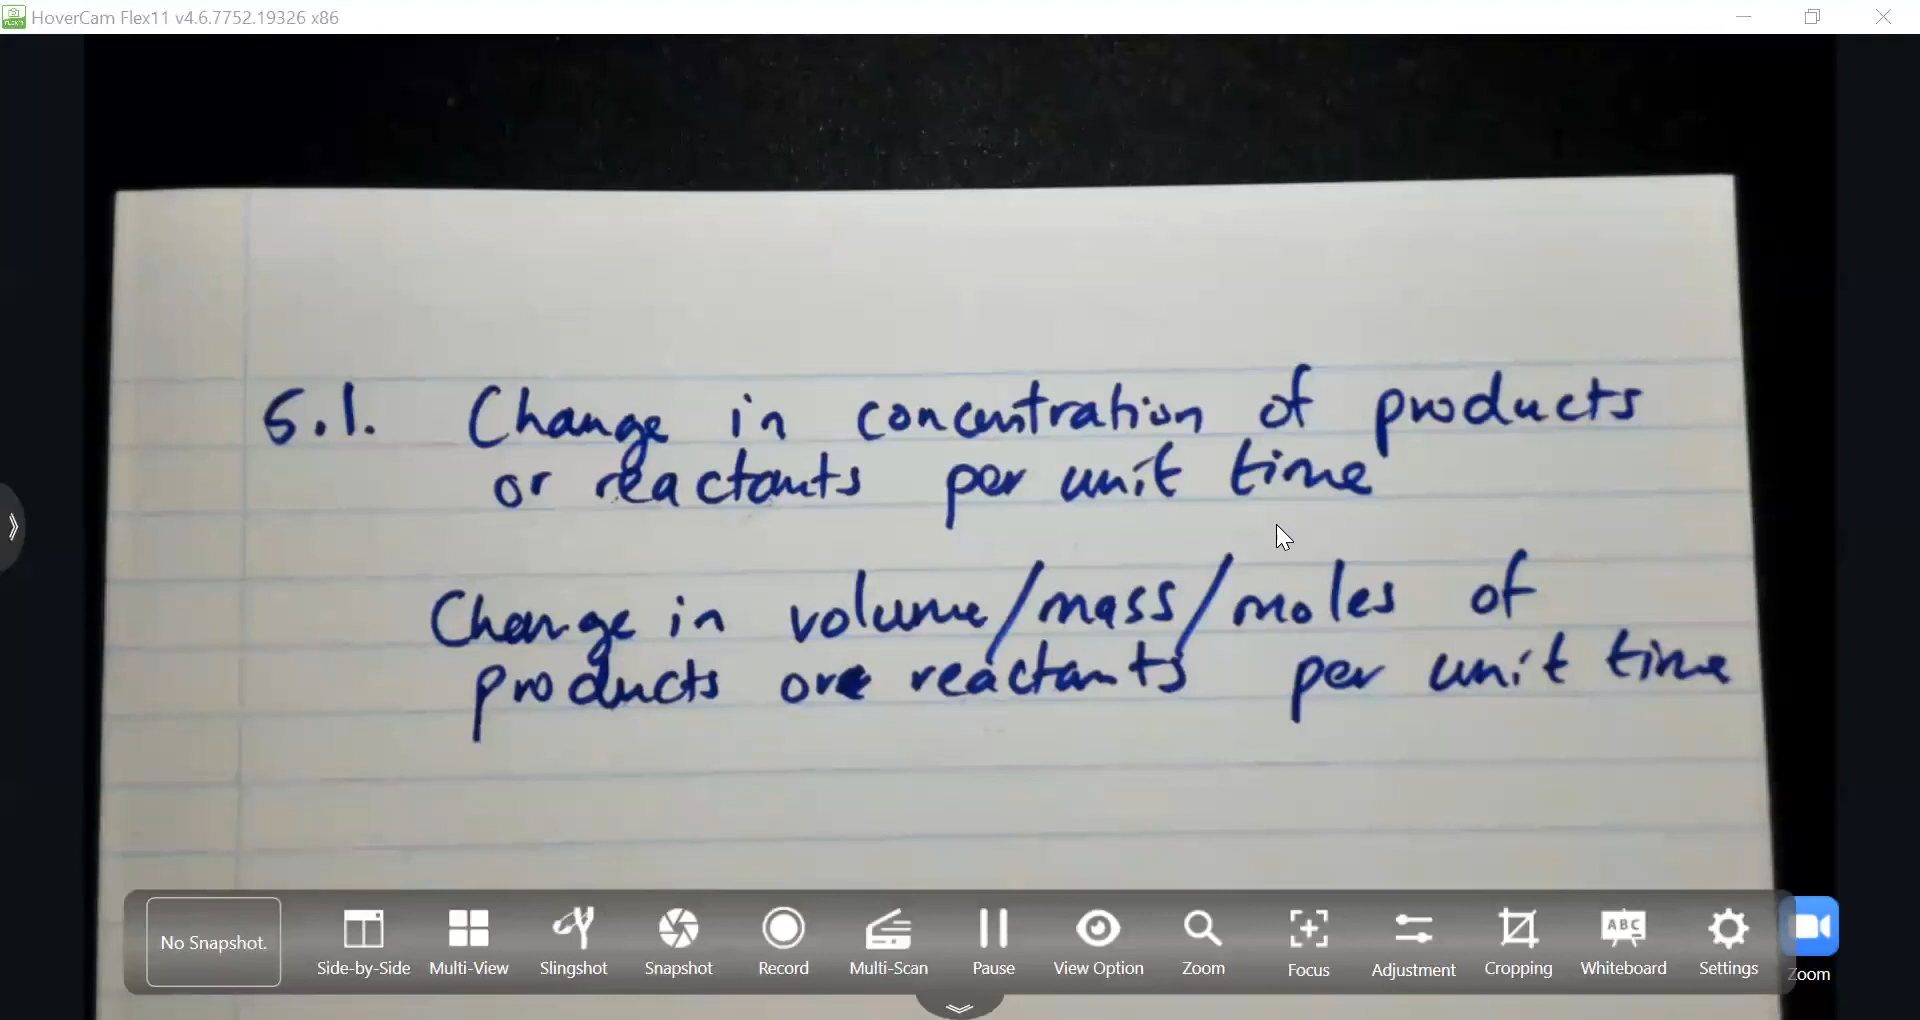 HoverCam Flex11 v4.6.7752.19326 x86
5.1. Change in concentration of products
or reactants per unit time
Change in volume/mass/moles of
products or reactants per unit time
No Snapshot.
Side-by-Side Multi-View Slingshot Snapshot Record Multi-Scan Pause View Option Zoom Focus Adjustment Cropping Whiteboard Settings Zoom
ABC